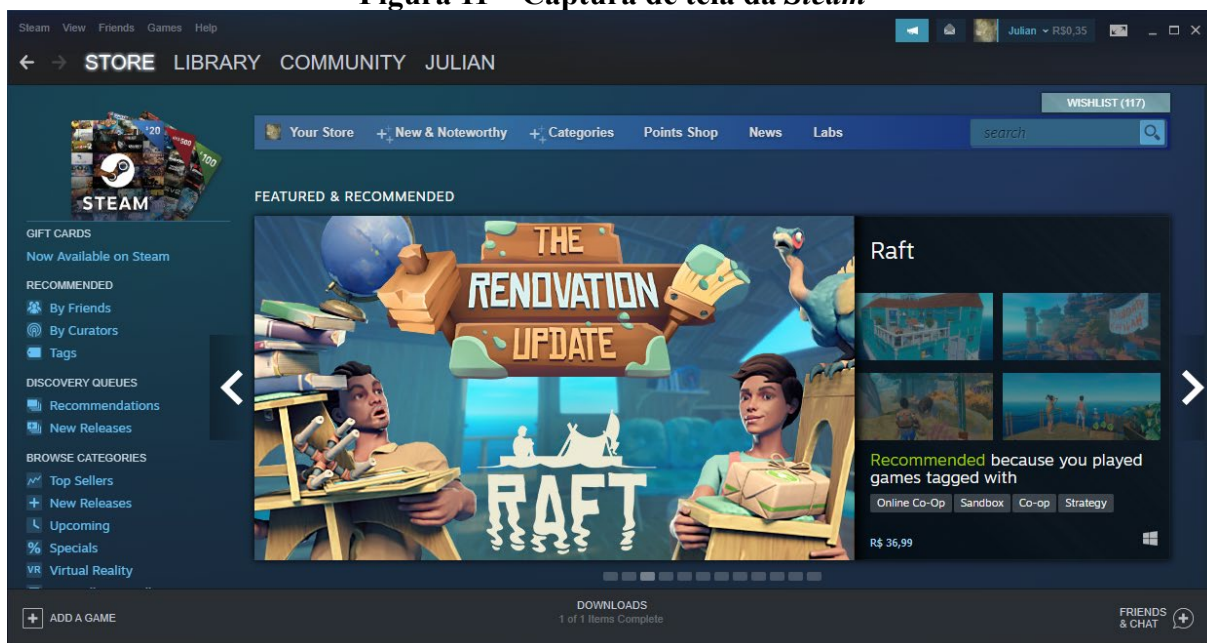 Figura 11 – Captura de tela da Steam
Steam View Friends Games Help
Julian R$0,35
STORE LIBRARY COMMUNITY JULIAN
WISHLIST (117)
Your Store New & Noteworthy Categories Points Shop News Labs search
$20
$100
STEAM
GIFT CARDS
Now Available on Steam
RECOMMENDED
By Friends
By Curators
Tags
DISCOVERY QUEUES
Recommendations
New Releases
BROWSE CATEGORIES
Top Sellers
New Releases
Upcoming
% Specials
VR Virtual Reality
FEATURED & RECOMMENDED
THE
RENOVATION
UPDATE
RAFT
Raft
Recommended because you played
games tagged with
Online Co-Op Sandbox Co-op Strategy
R$ 36,99
+ ADD A GAME
DOWNLOADS
1 of 1 Items Complete
FRIENDS
& CHAT